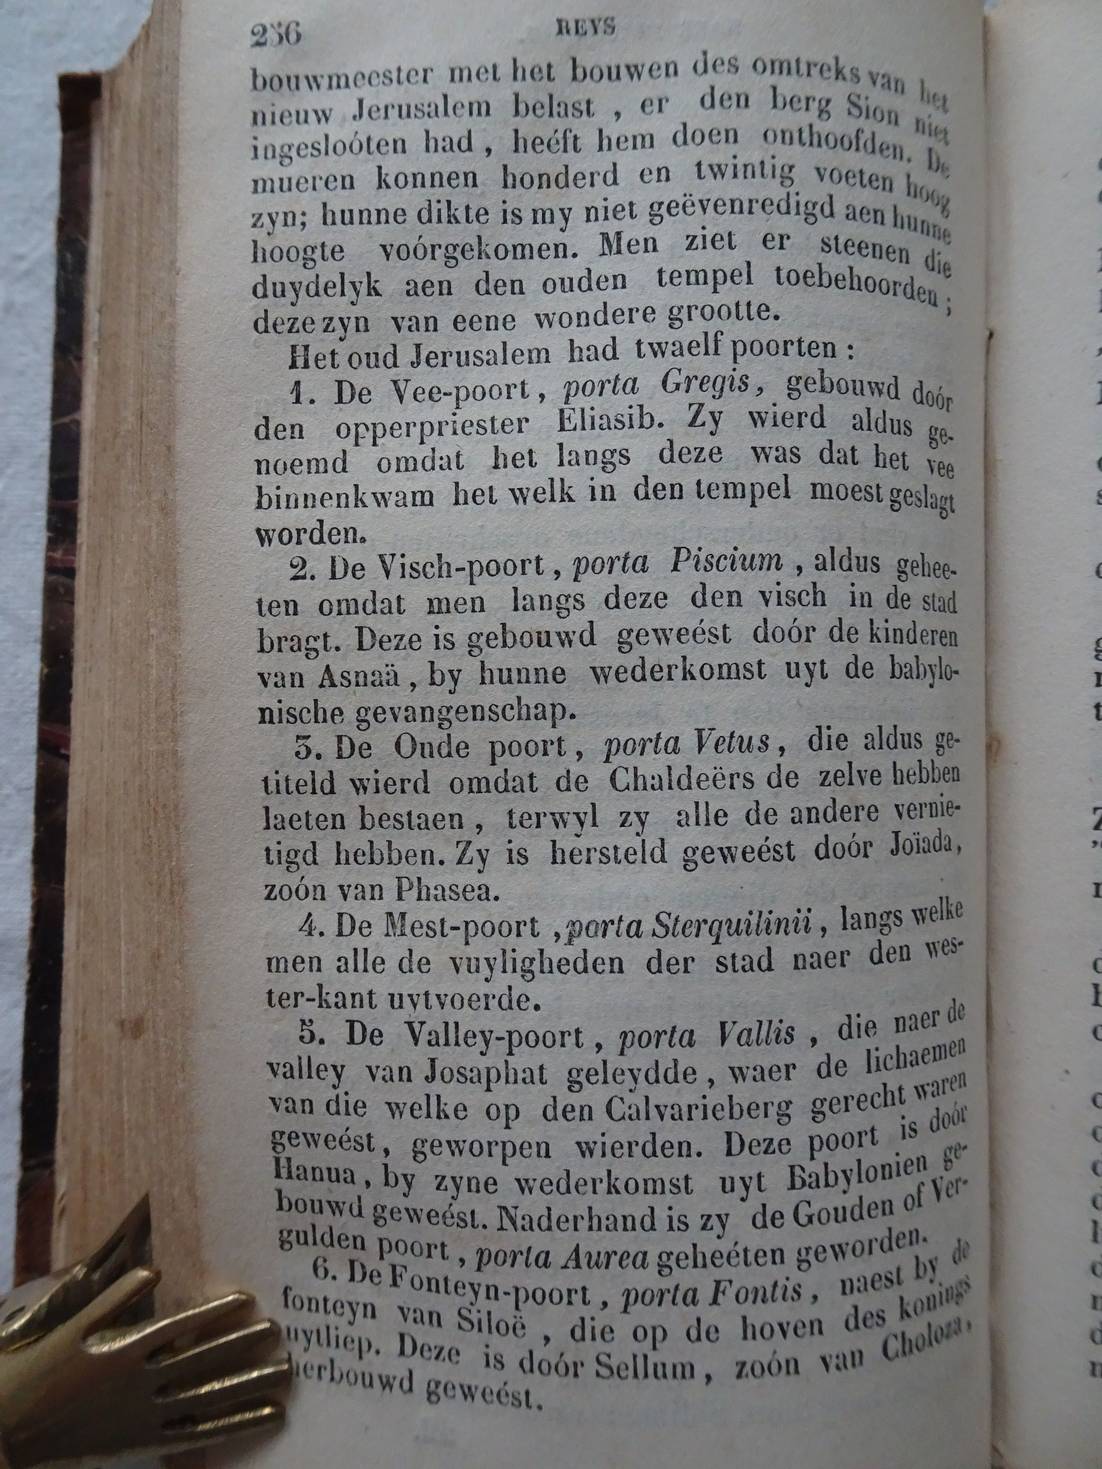 256 REYS
bouwmeester met het bouwen des omtreks van het
nieuw Jerusalem belast , er den berg Sion niet
ingeslooten had , heéft hem doen onthoofden. De
mueren konnen honderd en twintig voeten hoog
zyn; hunne dikte is my niet geëvenredigd aen hunne
hoogte voórgekomen. Men ziet er steenen die
duydelyk aen den ouden tempel toebehoorden ;
deze zyn van eene wondere grootte.
Het oud Jerusalem had twaelf poorten :
1. De Vee-poort , porta Gregis, gebouwd doór
den opperpriester Eliasib. Zy wierd aldus ge-
noemd omdat het langs deze was dat het vee
binnenkwam het welk in den tempel moest geslagt
worden.
2. De Visch-poort , porta Piscium , aldus gehee-
ten omdat men langs deze den visch in de stad
bragt. Deze is gebouwd geweést doór de kinderen
van Asnaä , by hunne wederkomst uyt de babylo-
nische gevangenschap.
3. De Oude poort , porta Vetus , die aldus ge-
titeld wierd omdat de Chaldeërs de zelve hebben
laeten bestaen , terwyl zy alle de andere vernie-
tigd hebben. Zy is hersteld geweést doór Joïada,
zoón van Phasea.
4. De Mest-poort , porta Sterquilinii , langs welke
men alle de vuyligheden der stad naer den wes-
ter-kant uytvoerde.
5. De Valley-poort , porta Vallis , die naer de
valley van Josaphat geleydde , waer de lichaemen
van die welke op den Calvarieberg gerecht waren
geweést , geworpen wierden. Deze poort is doór
Hanua , by zyne wederkomst uyt Babylonien ge-
bouwd geweést. Naderhand is zy de Gouden of Ver-
gulden poort , porta Aurea geheéten geworden.
6. De Fonteyn-poort , porta Fontis , naest by de
fonteyn van Siloë , die op de hoven des konings
uytliep. Deze is doór Sellum , zoón van Choloza,
herbouwd geweést.